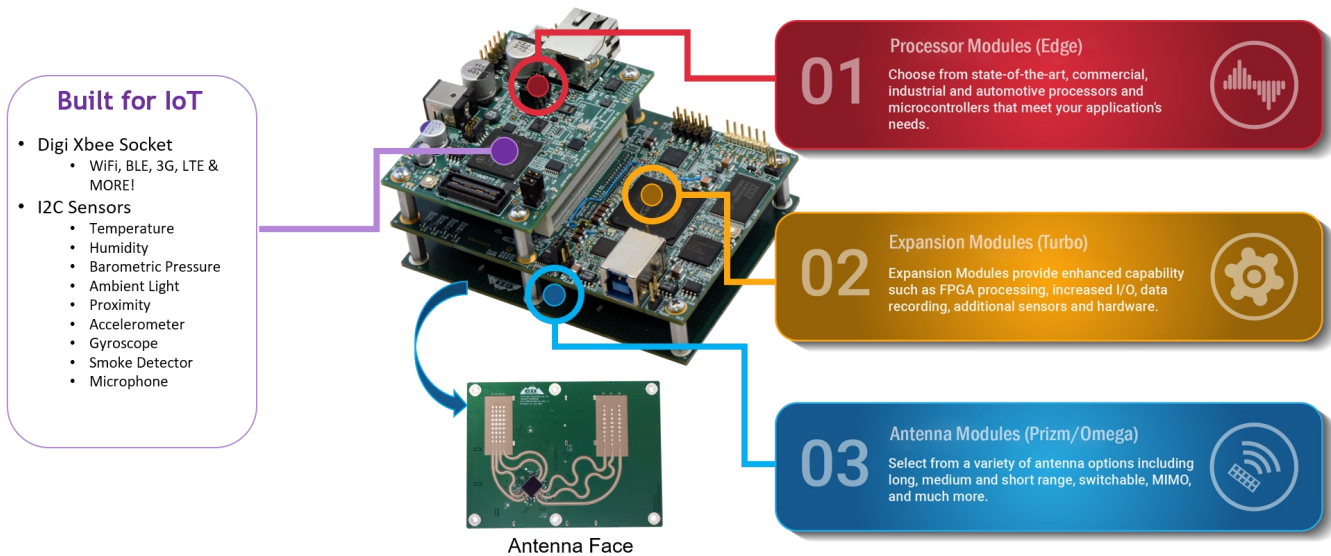 Built for IoT
• Digi Xbee Socket
• WiFi, BLE, 3G, LTE &
MORE!
• I2C Sensors
• Temperature
• Humidity
• Barometric Pressure
• Ambient Light
• Proximity
• Accelerometer
• Gyroscope
• Smoke Detector
• Microphone
01
Processor Modules (Edge)
Choose from state-of-the-art, commercial,
industrial and automotive processors and
microcontrollers that meet your application's
needs.
02
Expansion Modules (Turbo)
Expansion Modules provide enhanced capability
such as FPGA processing, increased I/O, data
recording, additional sensors and hardware.
03
Antenna Modules (Prizm/Omega)
Select from a variety of antenna options including
long, medium and short range, switchable, MIMO,
and much more.
Antenna Face